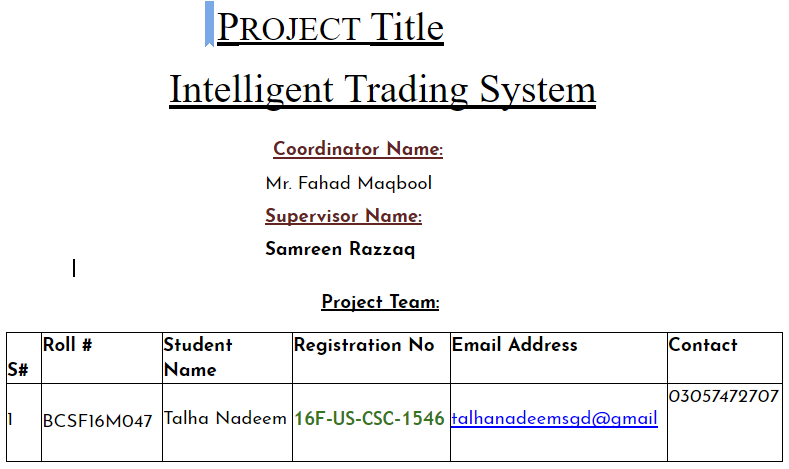 PROJECT Title
Intelligent Trading System
Coordinator Name:
Mr. Fahad Maqbool
Supervisor Name:
Samreen Razzaq
Project Team:
S# Roll # Student Name Registration No Email Address Contact
1 BCSF16M047 Talha Nadeem 16F-US-CSC-1546 talhanadeemsgd@gmail 03057472707